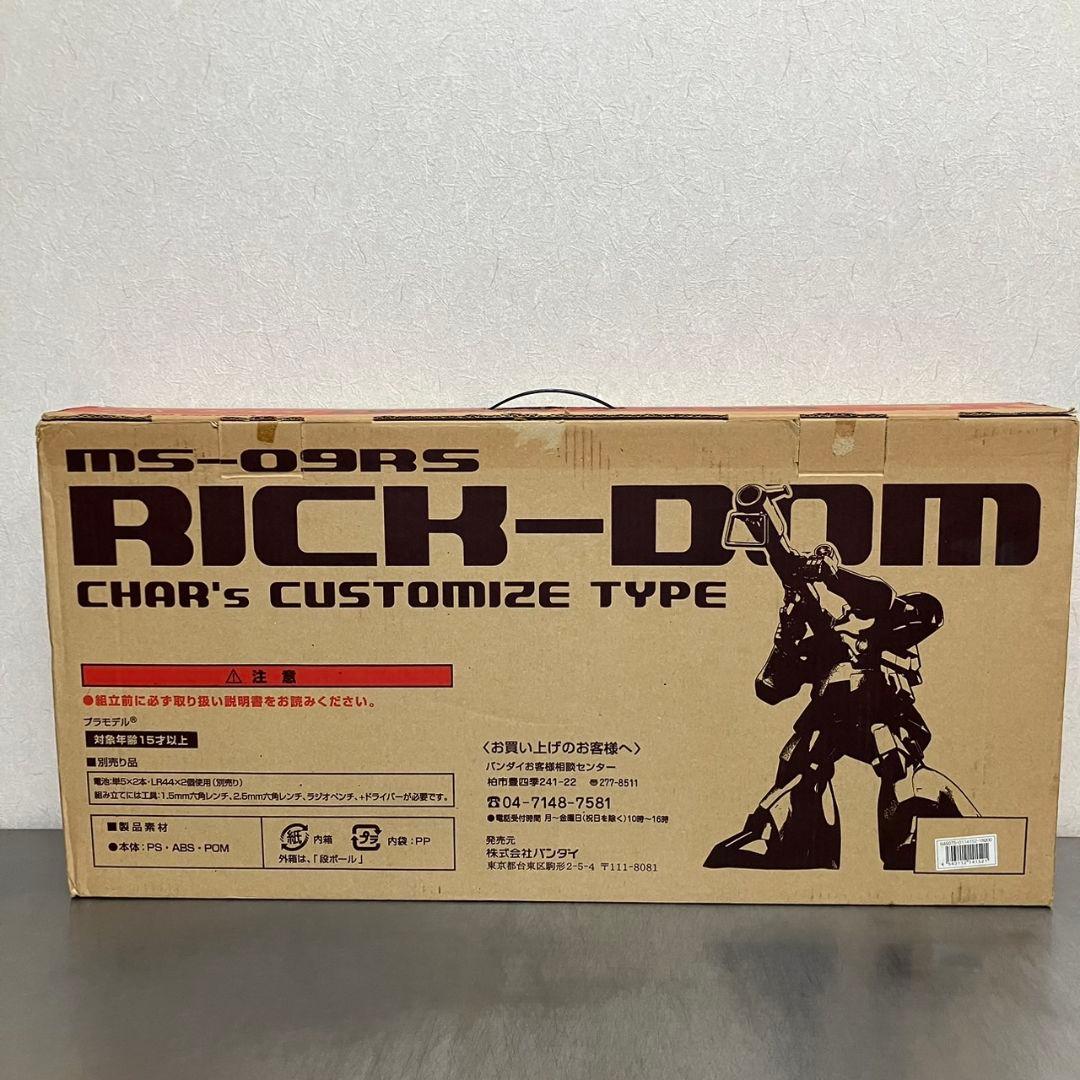 MS-09RS
RICK-DOM
CHAR's CUSTOMIZE TYPE
⚠ 注 意
●組立前に必ず取り扱い説明書をお読みください。
プラモデル®
対象年齢15才以上
■別売り品
電池:単5×2本・LR44×2個使用(別売り)
組み立てには工具:1.5mm六角レンチ、2.5mm六角レンチ、ラジオペンチ、+ドライバーが必要です。
■製品素材
●本体:PS・ABS・POM
紙 内箱
プラ 内袋:PP
外箱は、「段ボール」
〈お買い上げのお客様へ〉
バンダイお客様相談センター
柏市豊四季241-22 〠277-8511
☎04-7148-7581
●電話受付時間 月〜金曜日(祝日を除く)10時〜16時
発売元
株式会社バンダイ
東京都台東区駒形2-5-4 〒111-8081